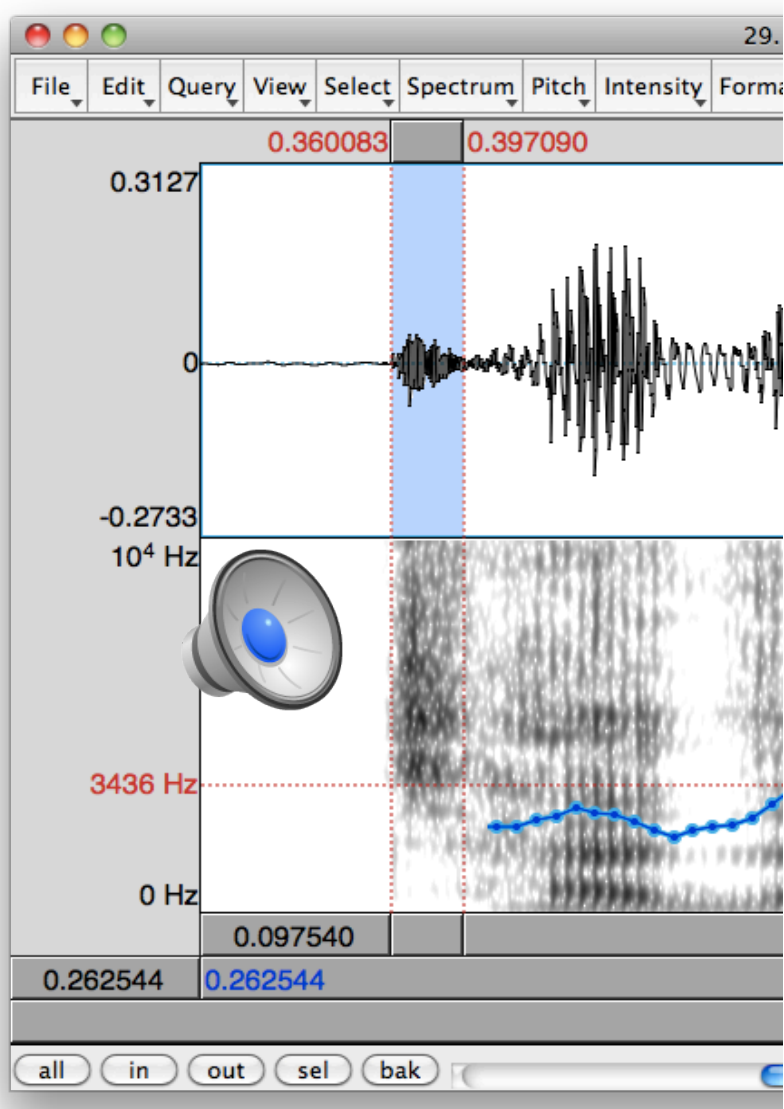 29.
File Edit Query View Select Spectrum Pitch Intensity Forma
0.360083 0.397090
0.3127
0
-0.2733
10⁴ Hz
3436 Hz
0 Hz
0.097540
0.262544 0.262544
all in out sel bak